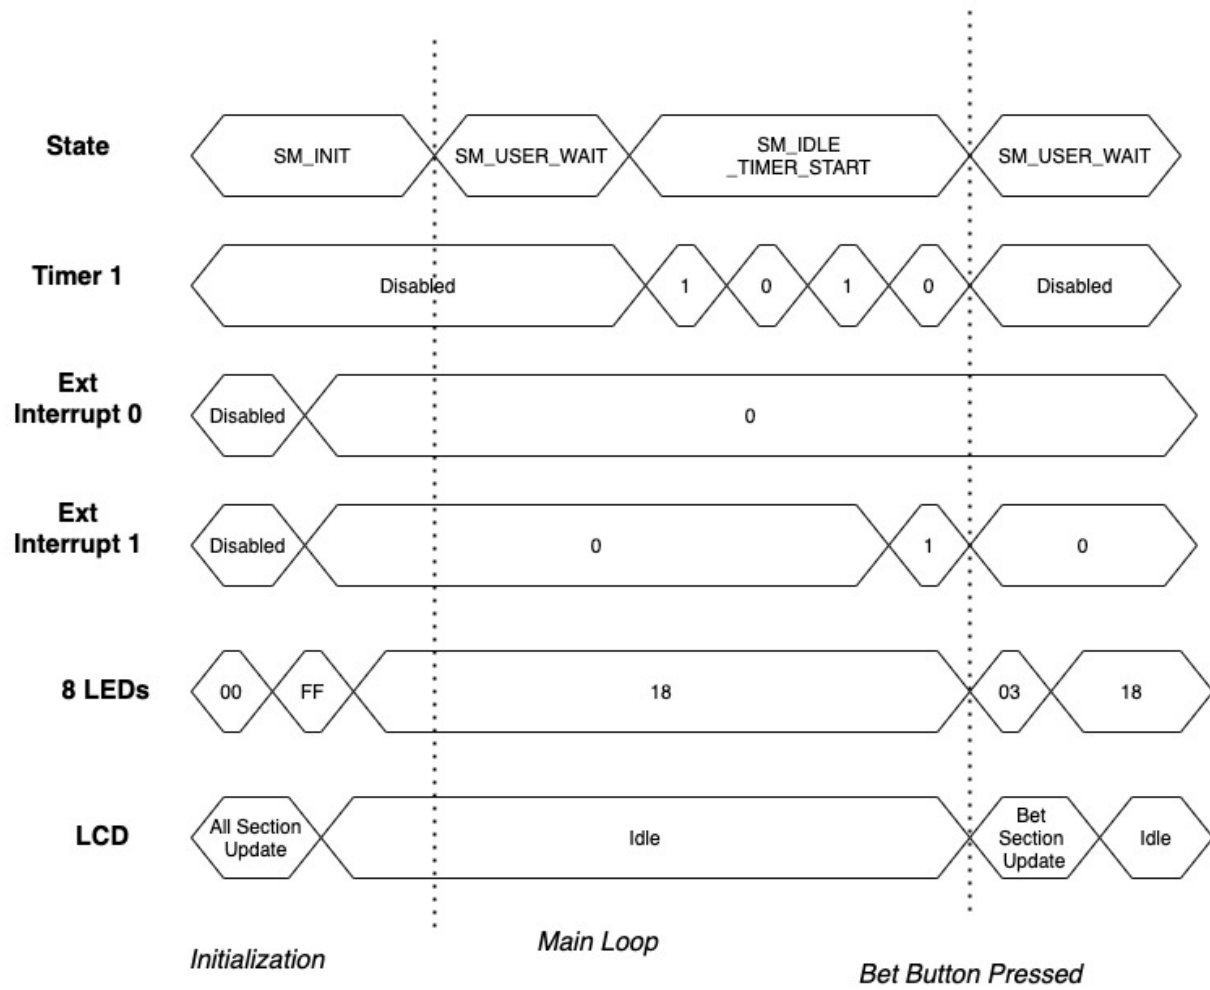 State
SM_INIT
SM_USER_WAIT
SM_IDLE
_TIMER_START
SM_USER_WAIT
Timer 1
Disabled
1
0
1
0
Disabled
Ext
Interrupt 0
Disabled
0
Ext
Interrupt 1
Disabled
0
1
0
8 LEDs
00
FF
18
03
18
LCD
All Section
Update
Idle
Bet
Section
Update
Idle
Initialization
Main Loop
Bet Button Pressed